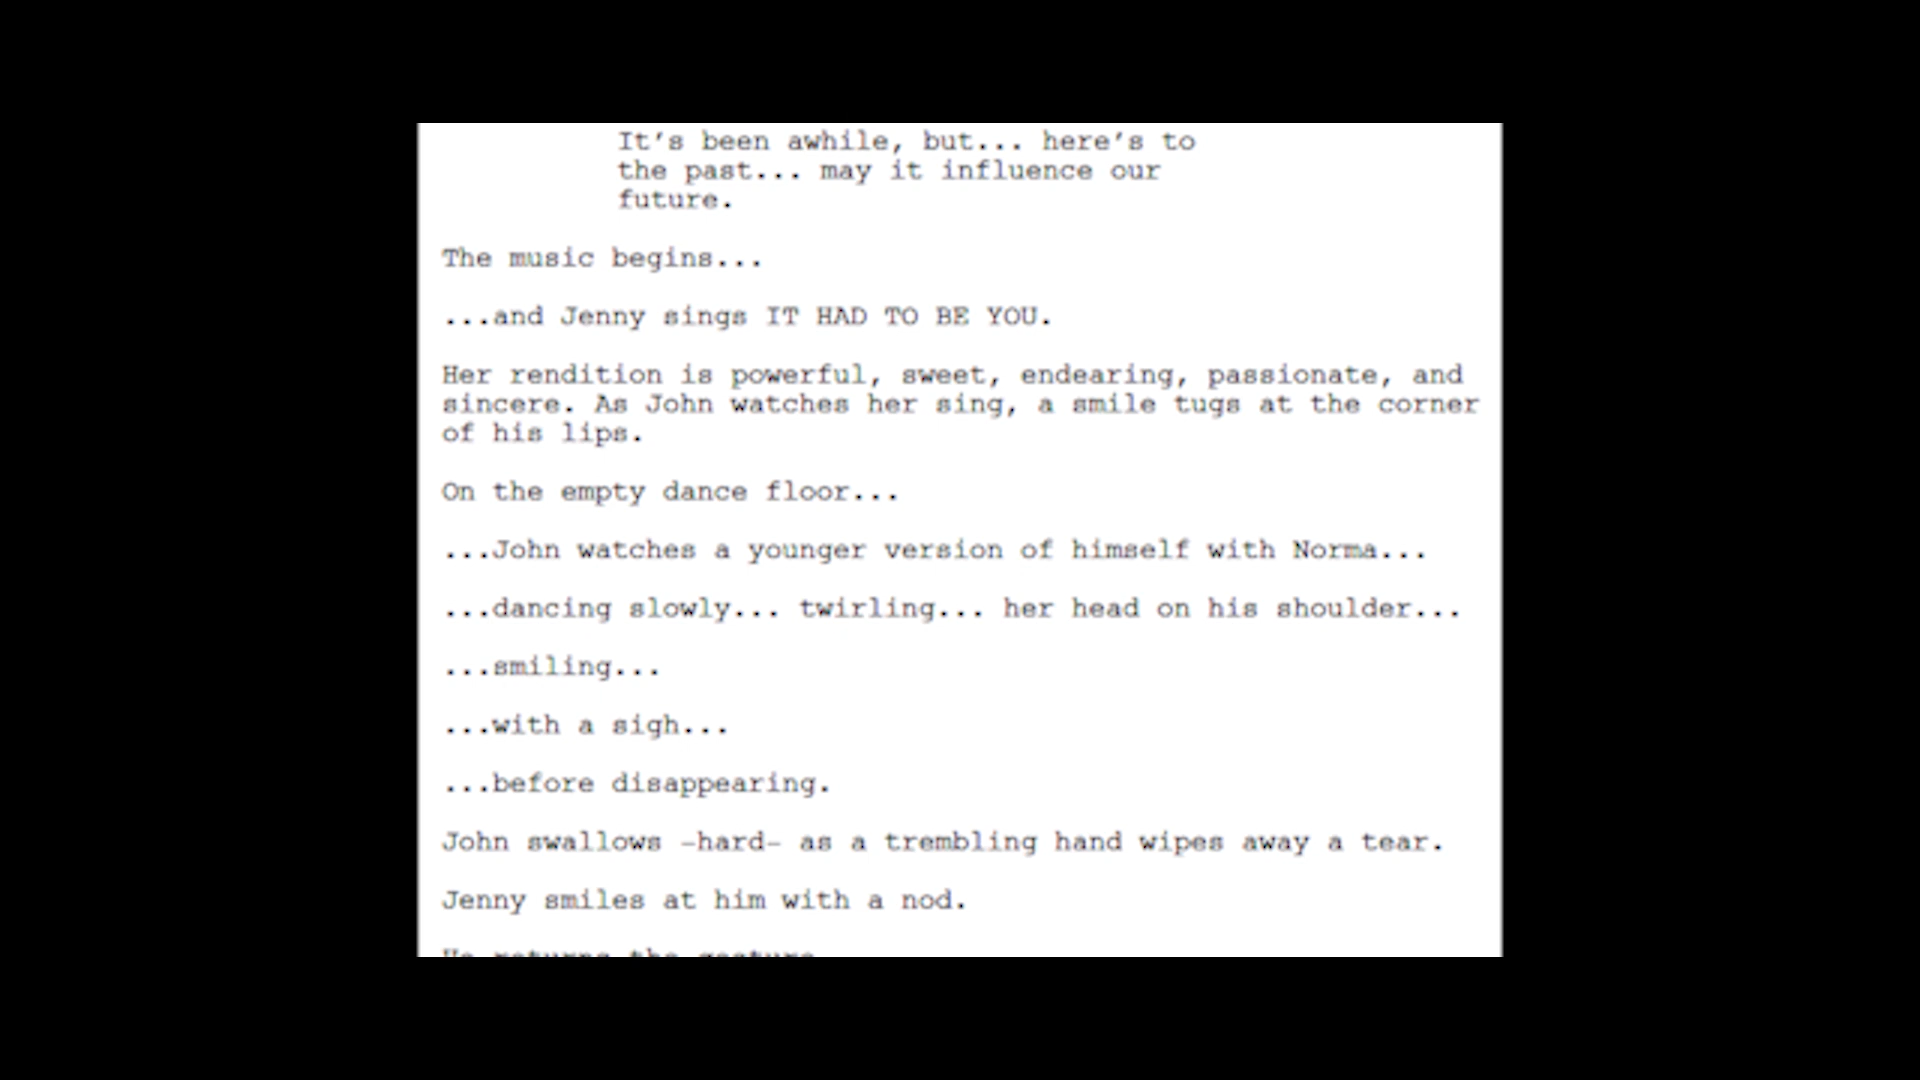 It's been awhile, but... here's to
the past... may it influence our
future.
The music begins...
...and Jenny sings IT HAD TO BE YOU.
Her rendition is powerful, sweet, endearing, passionate, and
sincere. As John watches her sing, a smile tugs at the corner
of his lips.
On the empty dance floor...
...John watches a younger version of himself with Norma...
...dancing slowly... twirling... her head on his shoulder...
...smiling...
...with a sigh...
...before disappearing.
John swallows -hard- as a trembling hand wipes away a tear.
Jenny smiles at him with a nod.
He returns the gesture